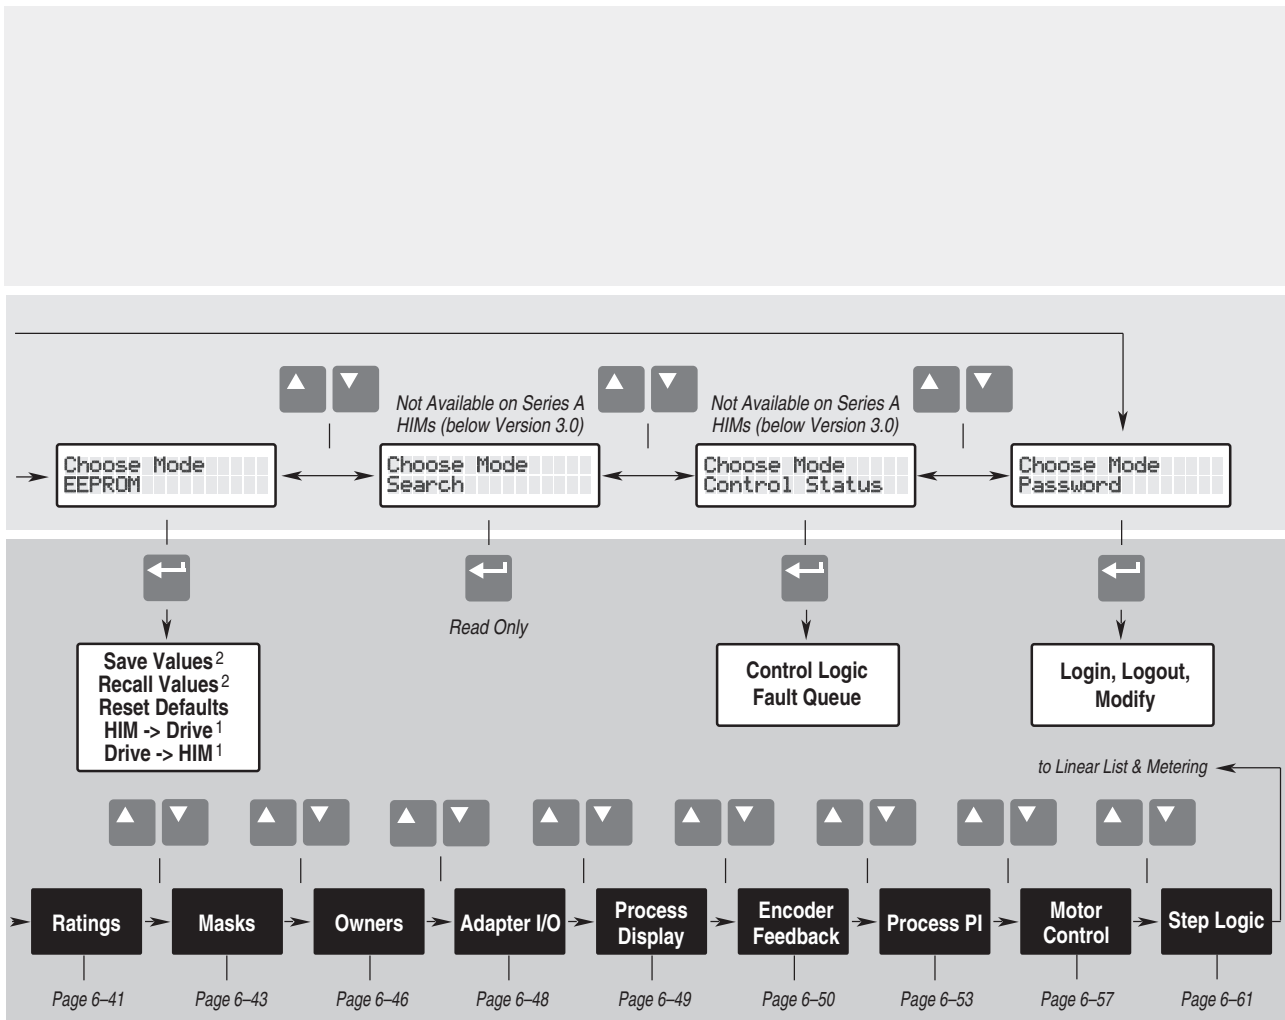 Not Available on Series A
HIMs (below Version 3.0)
Not Available on Series A
HIMs (below Version 3.0)
Choose Mode
EEPROM
Choose Mode
Search
Choose Mode
Control Status
Choose Mode
Password
Read Only
Save Values 2
Recall Values 2
Reset Defaults
HIM -> Drive 1
Drive -> HIM 1
Control Logic
Fault Queue
Login, Logout,
Modify
to Linear List & Metering
Ratings
Masks
Owners
Adapter I/O
Process
Display
Encoder
Feedback
Process PI
Motor
Control
Step Logic
Page 6–41
Page 6–43
Page 6–46
Page 6–48
Page 6–49
Page 6–50
Page 6–53
Page 6–57
Page 6–61